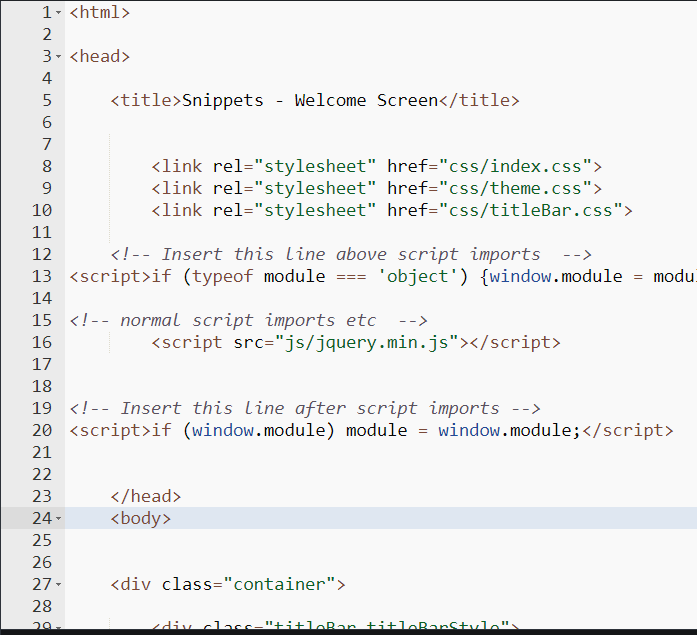 1 <html>
2
3 <head>
4
5 <title>Snippets - Welcome Screen</title>
6
7
8 <link rel="stylesheet" href="css/index.css">
9 <link rel="stylesheet" href="css/theme.css">
10 <link rel="stylesheet" href="css/titleBar.css">
11
12 <!-- Insert this line above script imports  -->
13 <script>if (typeof module === 'object') {window.module = modu
14
15 <!-- normal script imports etc  -->
16 <script src="js/jquery.min.js"></script>
17
18
19 <!-- Insert this line after script imports -->
20 <script>if (window.module) module = window.module;</script>
21
22
23 </head>
24 <body>
25
26
27 <div class="container">
28
29 <div class="titleBar titleBarStyle">